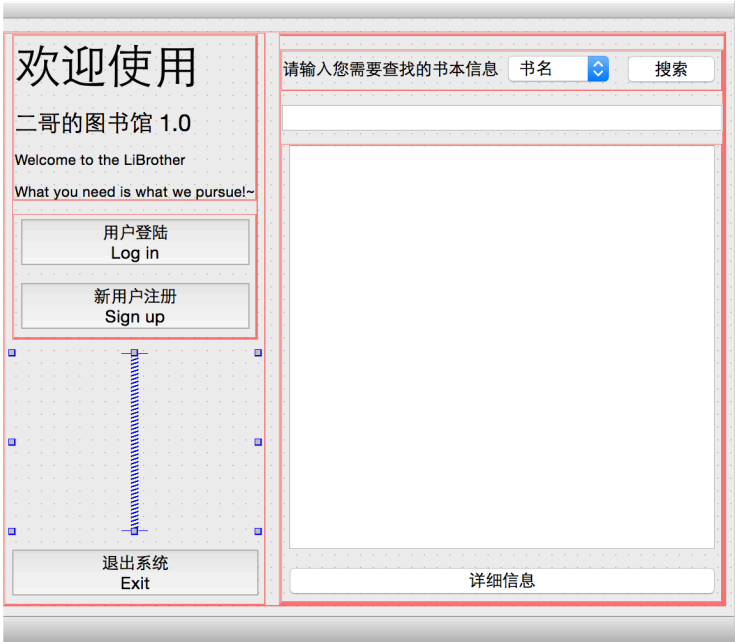 欢迎使用
二哥的图书馆 1.0
Welcome to the LiBrother
What you need is what we pursue!~
用户登陆
Log in
新用户注册
Sign up
退出系统
Exit
请输入您需要查找的书本信息 书名 搜索
详细信息